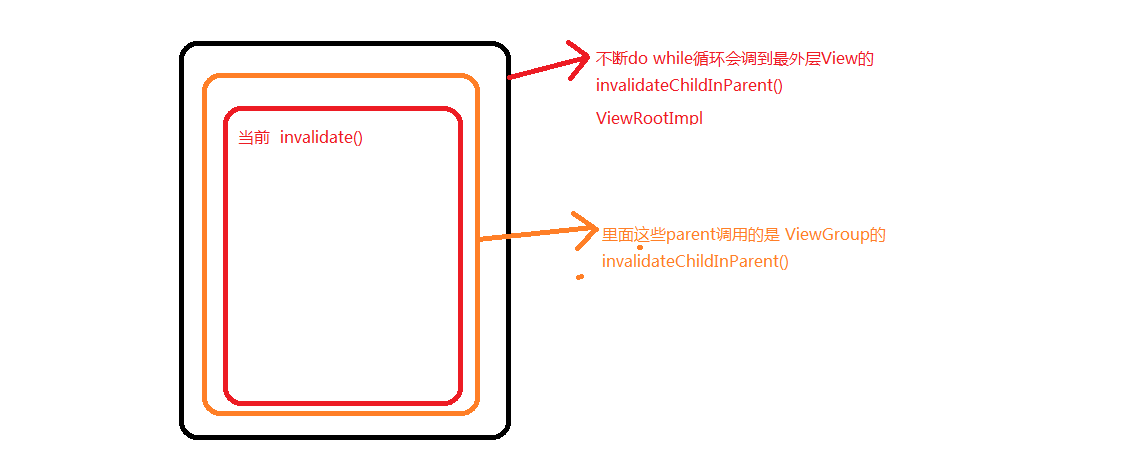 不断do while循环会调到最外层View的
invalidateChildInParent()
ViewRootImpl
当前 invalidate()
里面这些parent调用的是 ViewGroup的
invalidateChildInParent()